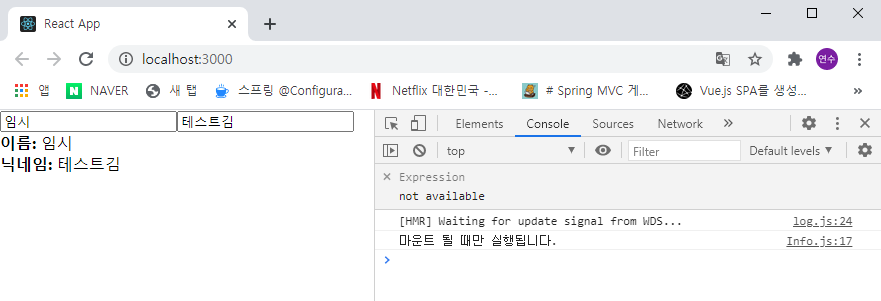 React App
localhost:3000
연수
앱 NAVER 새 탭 스프링 @Configura... Netflix 대한민국 -... # Spring MVC 게... Vue.js SPA를 생성... »
임시 테스트김
이름: 임시
닉네임: 테스트김
Elements Console Sources Network »
top Filter Default levels
Expression
not available
[HMR] Waiting for update signal from WDS... log.js:24
마운트 될 때만 실행됩니다. Info.js:17